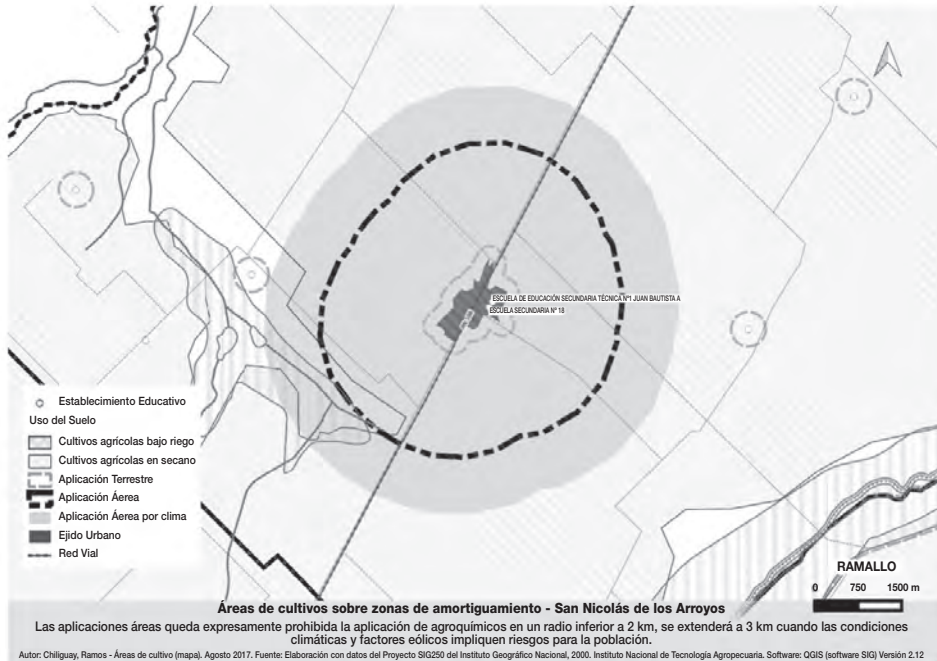 ESCUELA DE EDUCACIÓN SECUNDARIA TÉCNICA Nº1 JUAN BAUTISTA A
ESCUELA SECUNDARIA Nº 18
Establecimiento Educativo
Uso del Suelo
Cultivos agrícolas bajo riego
Cultivos agrícolas en secano
Aplicación Terrestre
Aplicación Áerea
Aplicación Áerea por clima
Ejido Urbano
Red Vial
RAMALLO
0 750 1500 m
Áreas de cultivos sobre zonas de amortiguamiento - San Nicolás de los Arroyos
Las aplicaciones áreas queda expresamente prohibida la aplicación de agroquímicos en un radio inferior a 2 km, se extenderá a 3 km cuando las condiciones
climáticas y factores eólicos impliquen riesgos para la población.
Autor: Chiliguay, Ramos - Áreas de cultivo (mapa). Agosto 2017. Fuente: Elaboración con datos del Proyecto SIG250 del Instituto Geográfico Nacional, 2000. Instituto Nacional de Tecnología Agropecuaria. Software: QGIS (software SIG) Versión 2.12